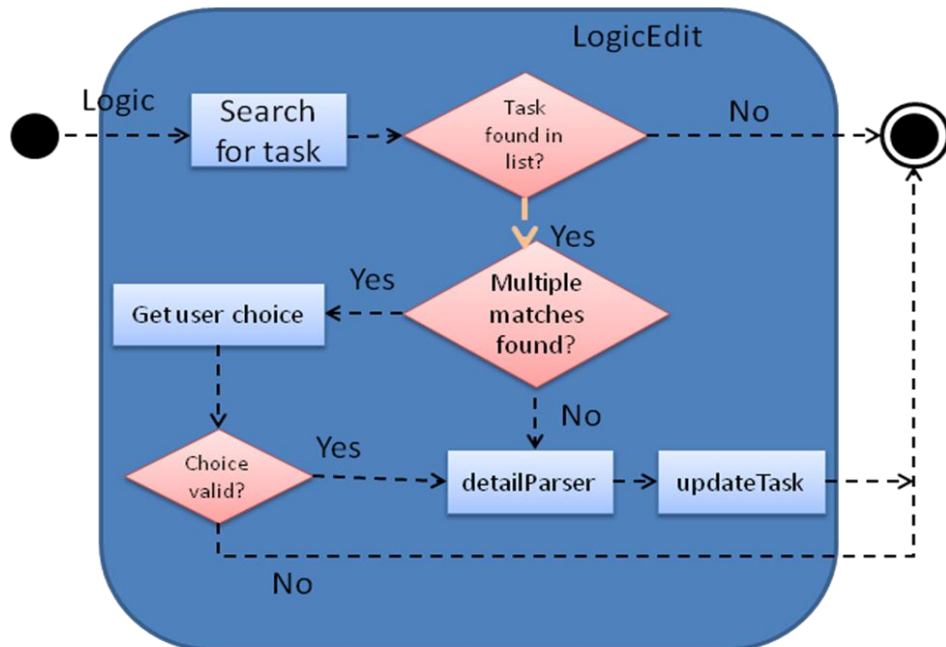 LogicEdit
Logic
Search
for task
Task
found in
list?
No
Yes
Multiple
matches
found?
Yes
Get user choice
No
Choice
valid?
Yes
detailParser
updateTask
No